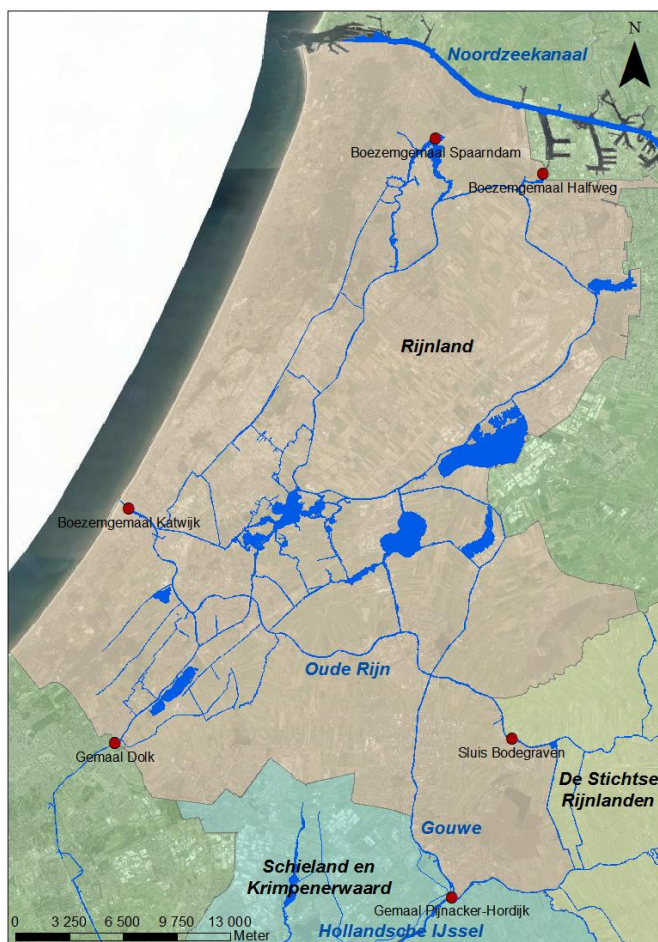 N
Noordzeekanaal
Boezemgemaal Spaarndam
Boezemgemaal Halfweg
Rijnland
Boezemgemaal Katwijk
Oude Rijn
Gemaal Dolk
Sluis Bodegraven
De Stichtse
Rijnlanden
Gouwe
Schieland en
Krimpenerwaard
Gemaal Pijnacker-Hordijk
0 3 250 6 500 9 750 13 000
Meter
Hollandsche IJssel